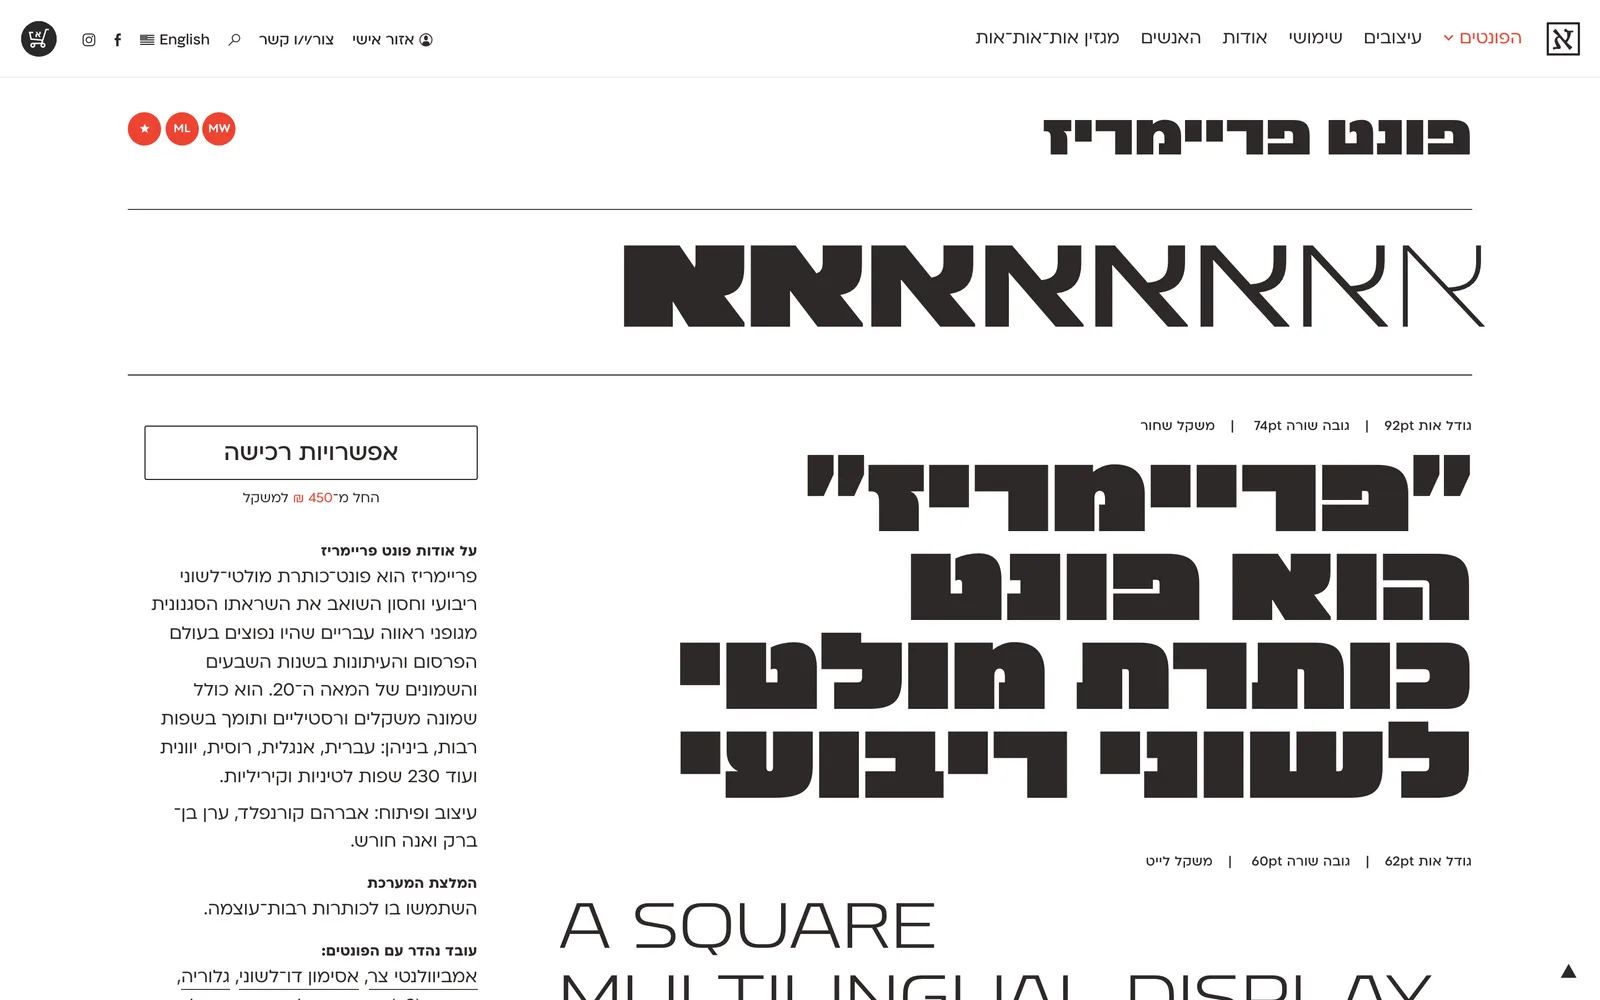 א
הפונטים
עיצובים
שימושי
אודות
האנשים
מגזין אות־אות־אות
אזור אישי
צור/י/ו קשר
English
א
פונט פריימריז
MW
ML
אאאאאאאא
גודל אות 92pt | גובה שורה 74pt | משקל שחור
"פריימריז"
הוא פונט
כותרת מולטי
לשוני ריבועי
גודל אות 62pt | גובה שורה 60pt | משקל לייט
A SQUARE
MULTILINGUAL DISPLAY
אפשרויות רכישה
החל מ־450 ₪ למשקל
על אודות פונט פריימריז
פריימריז הוא פונט־כותרת מולטי־לשוני
ריבועי וחסון השואב את השראתו הסגנונית
מגופני ראווה עבריים שהיו נפוצים בעולם
הפרסום והעיתונות בשנות השבעים
והשמונים של המאה ה־20. הוא כולל
שמונה משקלים ורסטיליים ותומך בשפות
רבות, ביניהן: עברית, אנגלית, רוסית, יוונית
ועוד 230 שפות לטיניות וקיריליות.
עיצוב ופיתוח: אברהם קורנפלד, ערן בן־
ברק ואנה חורש.
המלצת המערכת
השתמשו בו לכותרות רבות־עוצמה.
עובד נהדר עם הפונטים:
אמביוולנטי צר, אסימון דו־לשוני, גלוריה,